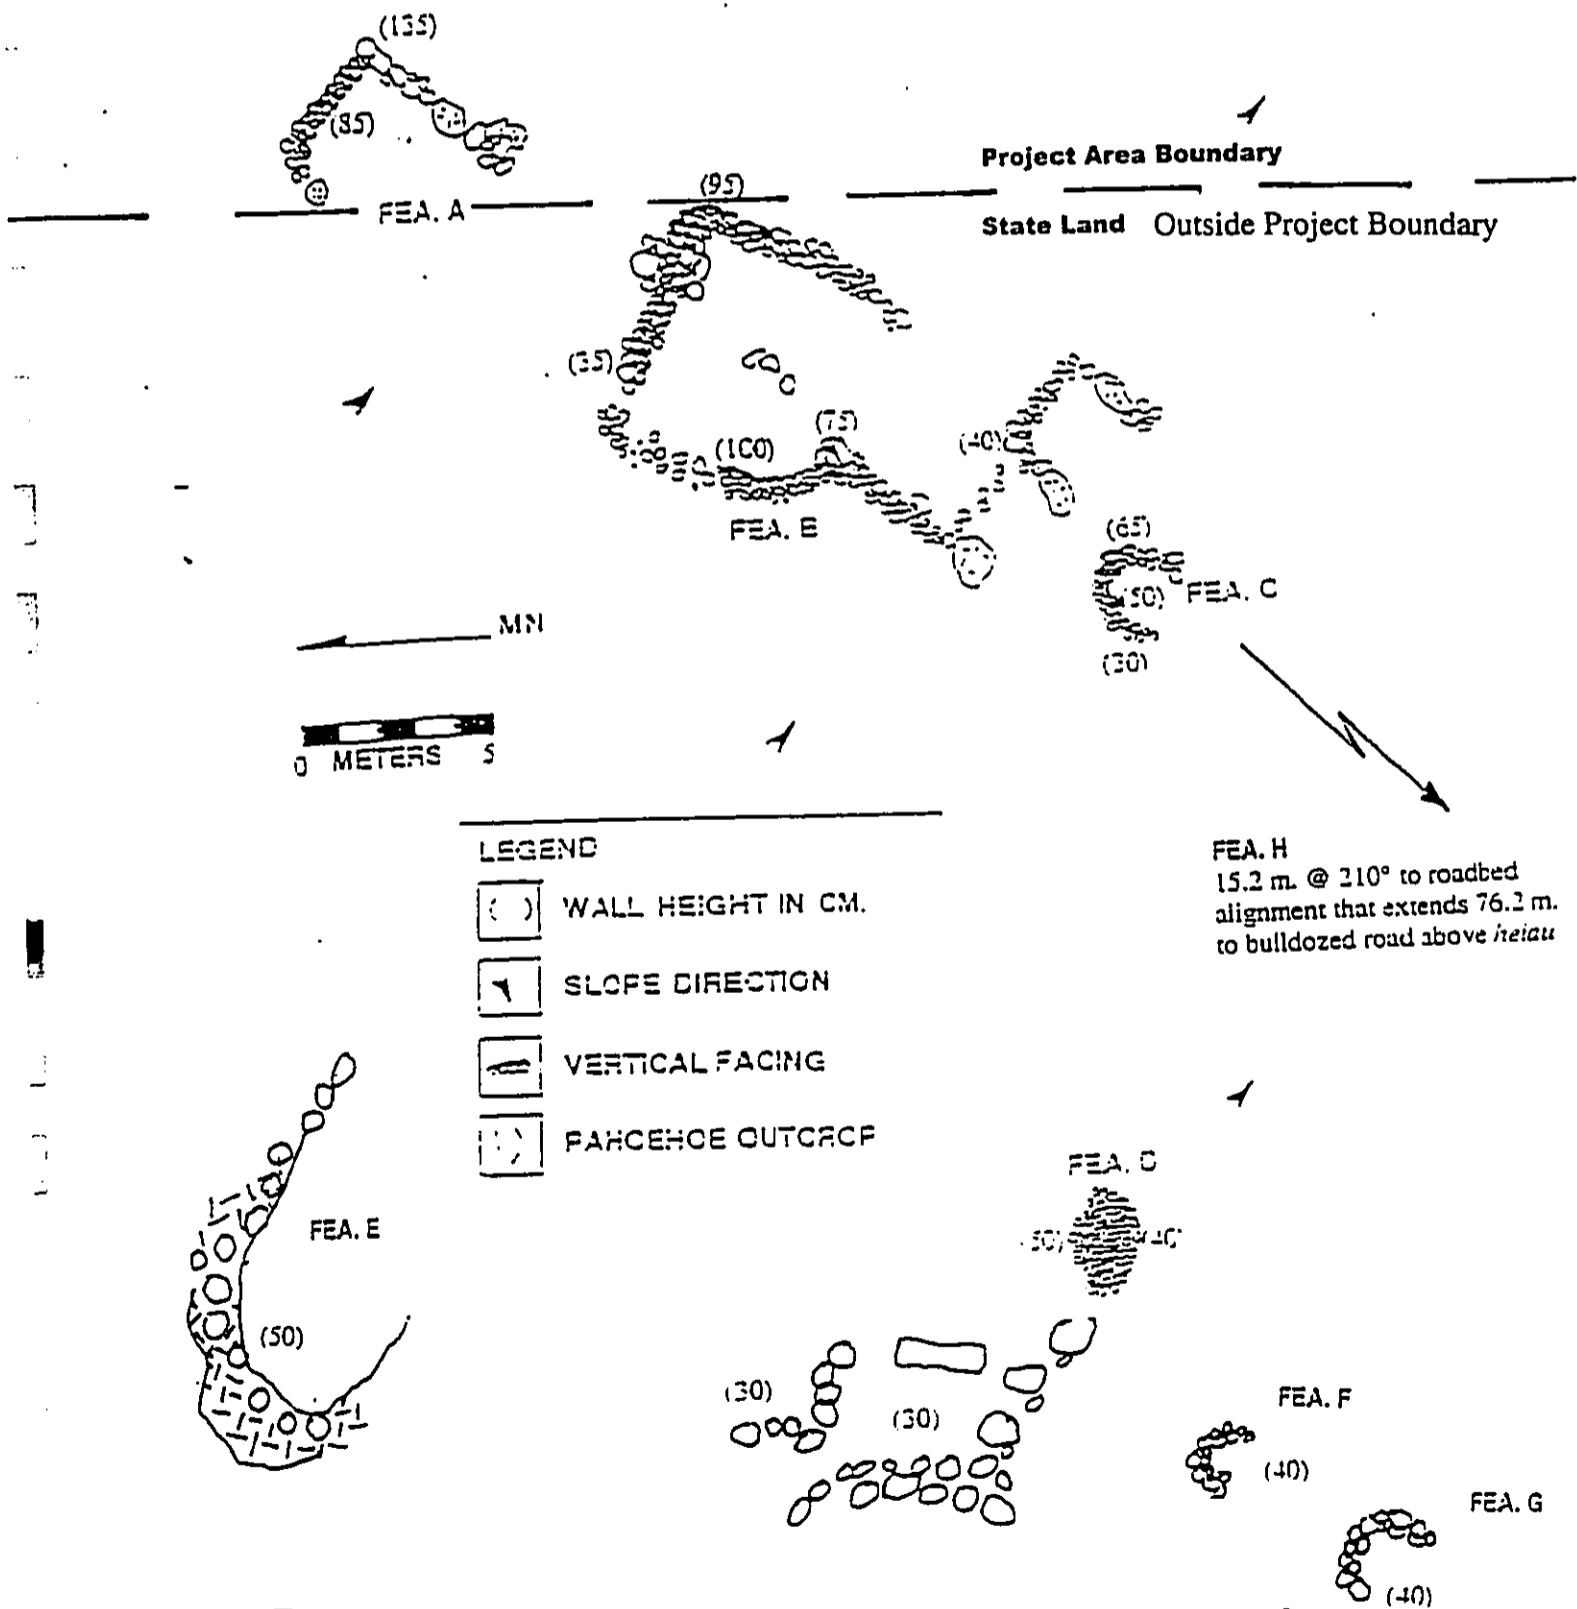 (135)
(85)
Project Area Boundary
FEA. A
(95)
State Land Outside Project Boundary
(35)
(75)
(100)
(40)
FEA. B
(65)
(50) FEA. C
(30)
MN
0 METERS 5
LEGEND
( ) WALL HEIGHT IN CM.
SLOPE DIRECTION
VERTICAL FACING
PAHOEHOE OUTCROP
FEA. H
15.2 m. @ 210° to roadbed
alignment that extends 76.2 m.
to bulldozed road above heiau
FEA. D
FEA. E
(50)
(30)
(30)
FEA. F
(40)
FEA. G
(40)